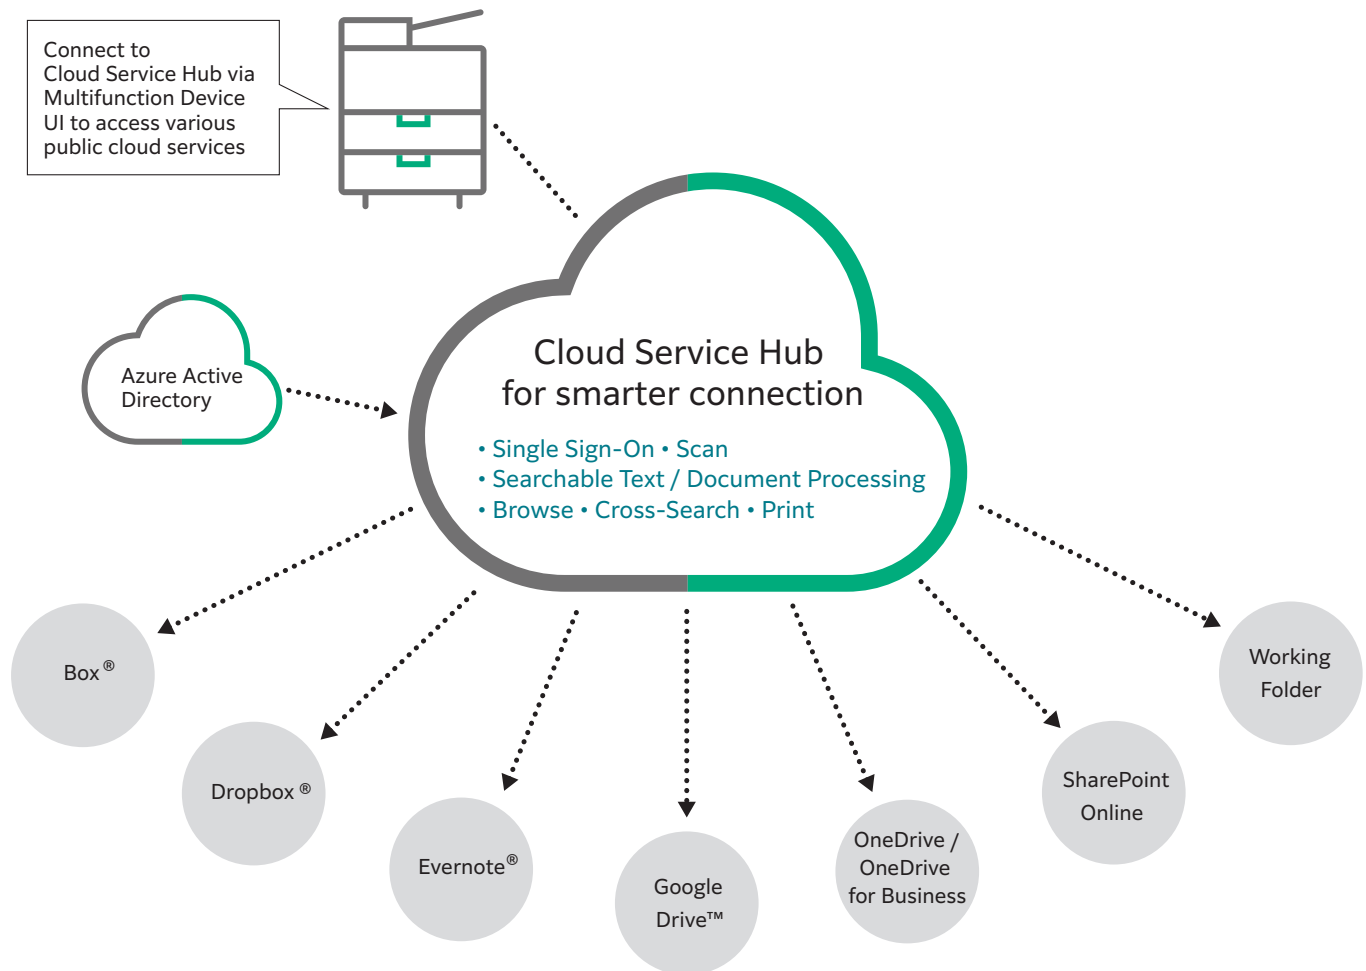 Connect to
Cloud Service Hub via
Multifunction Device
UI to access various
public cloud services
Azure Active
Directory
Cloud Service Hub
for smarter connection
• Single Sign-On • Scan
• Searchable Text / Document Processing
• Browse • Cross-Search • Print
Box®
Dropbox®
Evernote®
Google
Drive™
OneDrive /
OneDrive
for Business
SharePoint
Online
Working
Folder